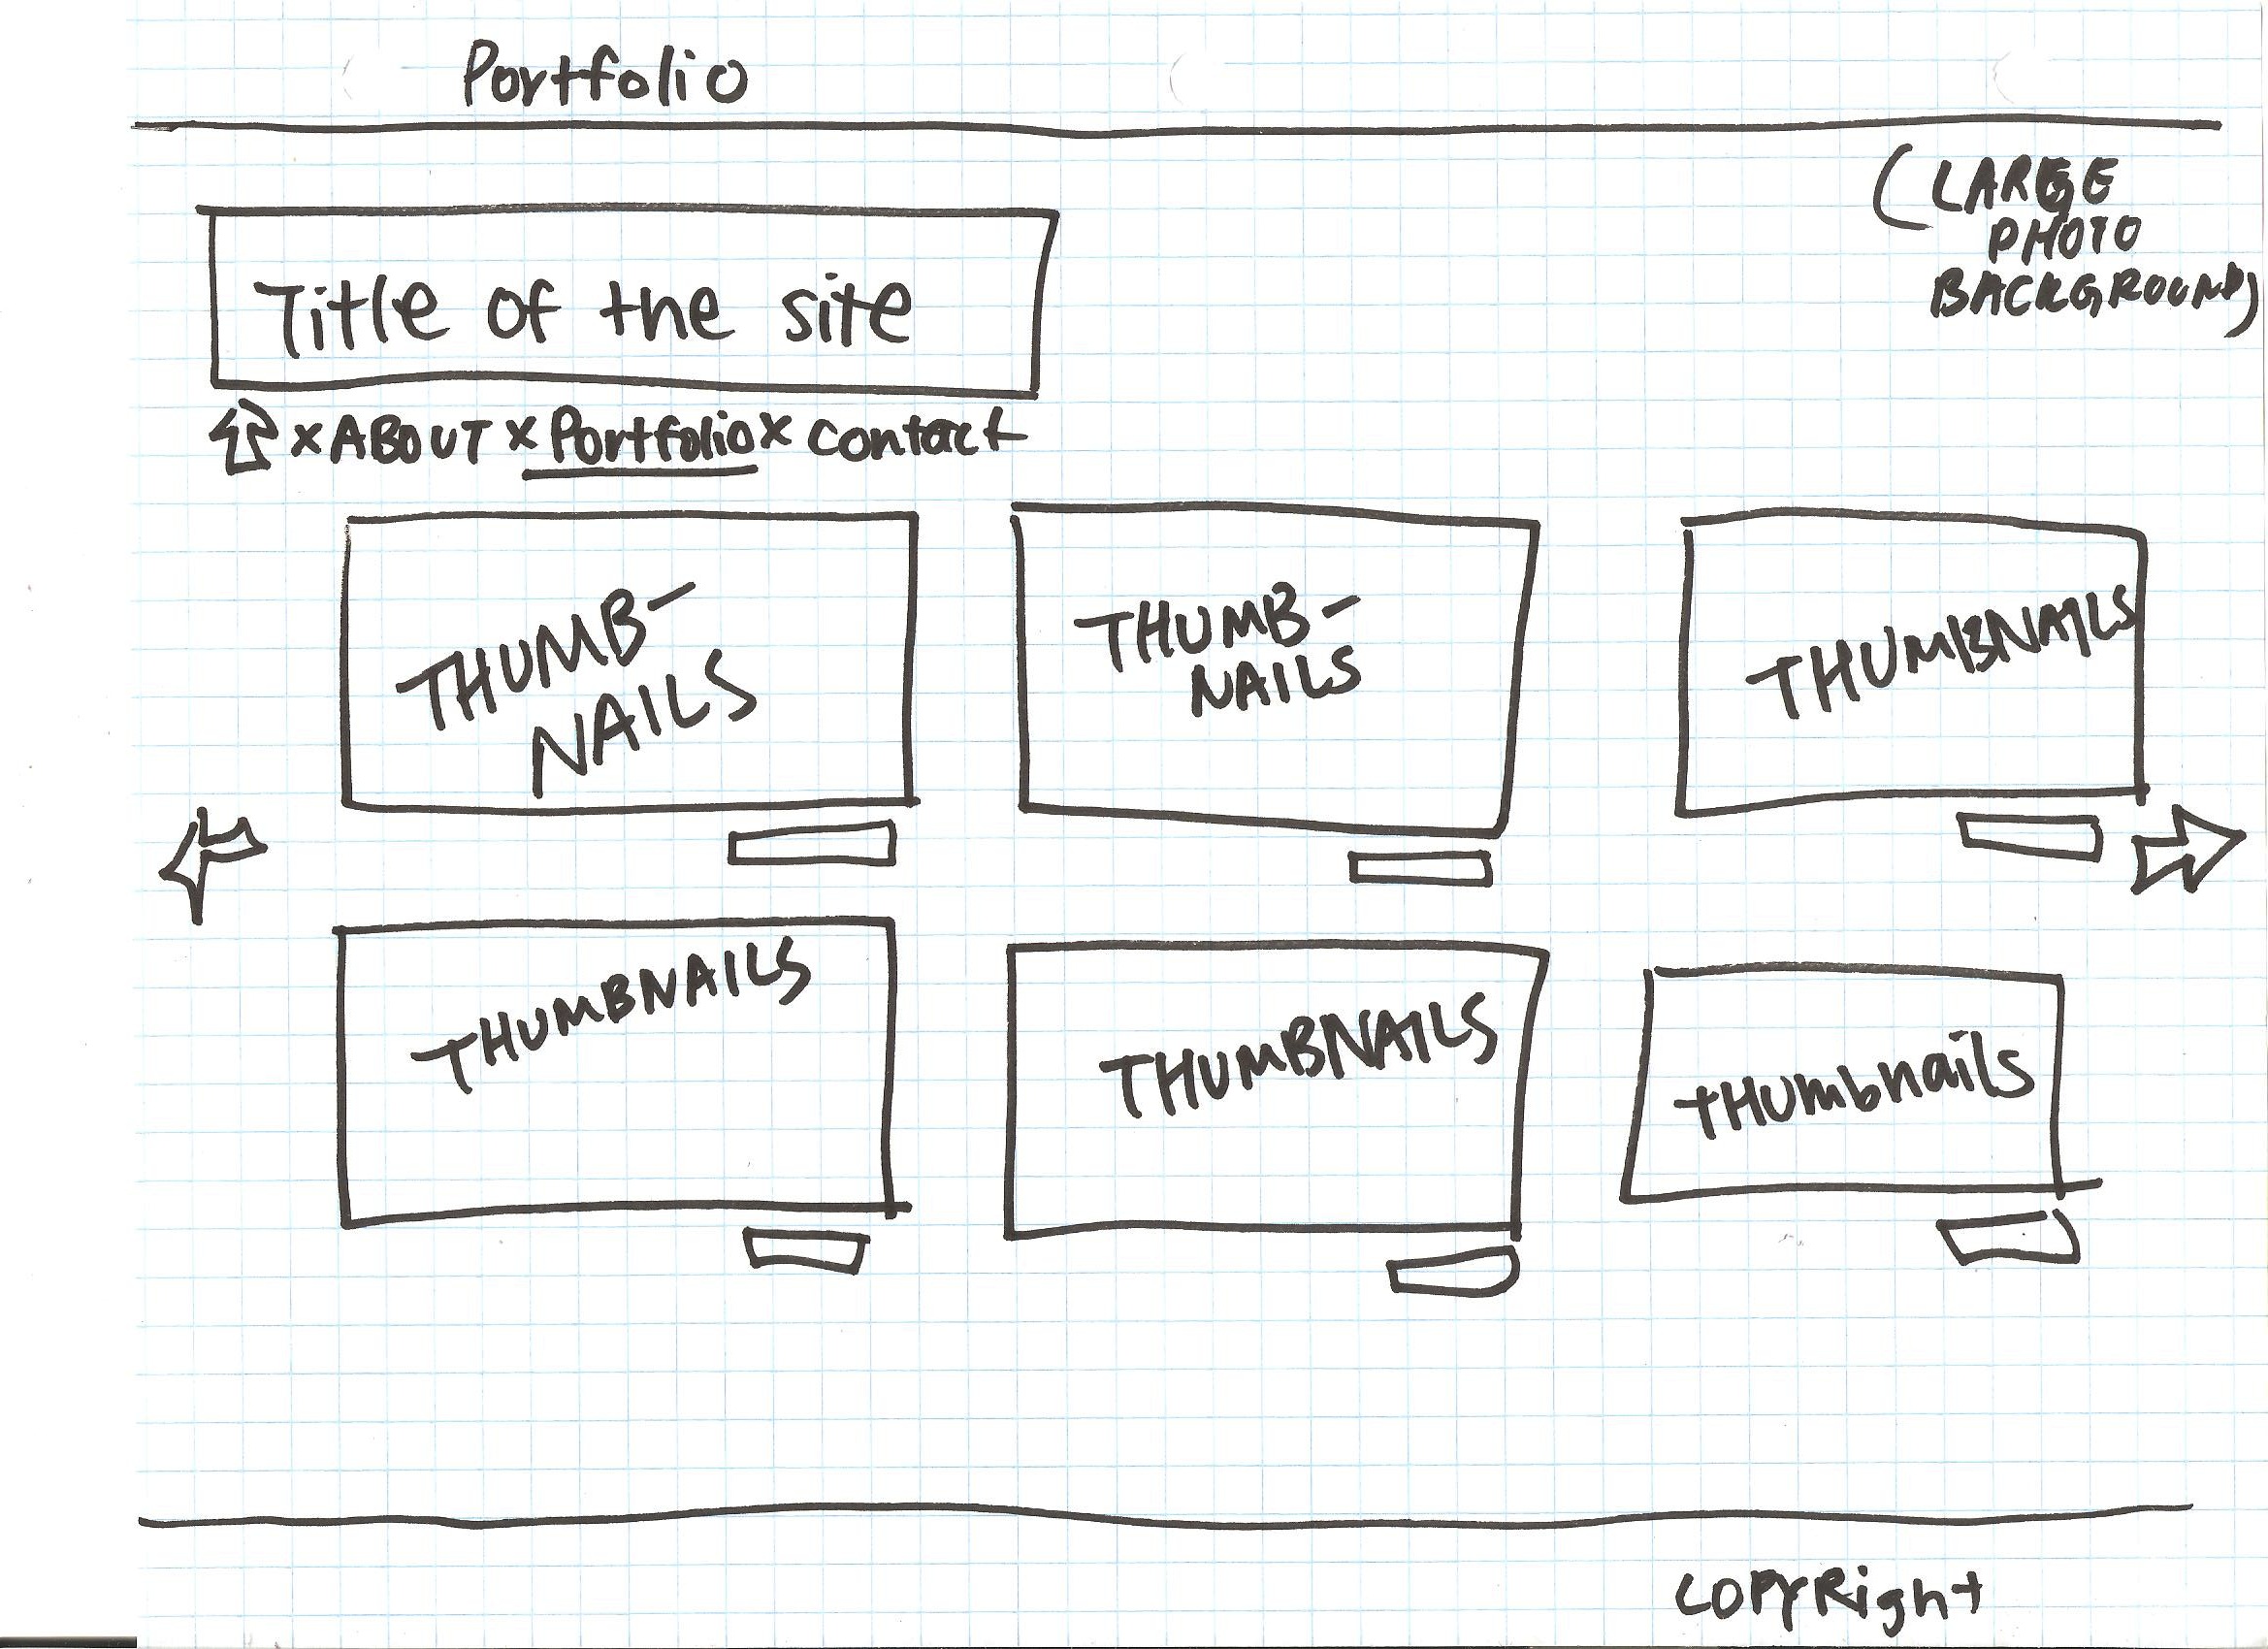 Portfolio
(LARGE
PHOTO
BACKGROUND)
Title of the site
x ABOUT x Portfolio x contact
THUMB-
NAILS
THUMB-
NAILS
THUMBNAILS
THUMBNAILS
THUMBNAILS
THUMbnails
COPYRight